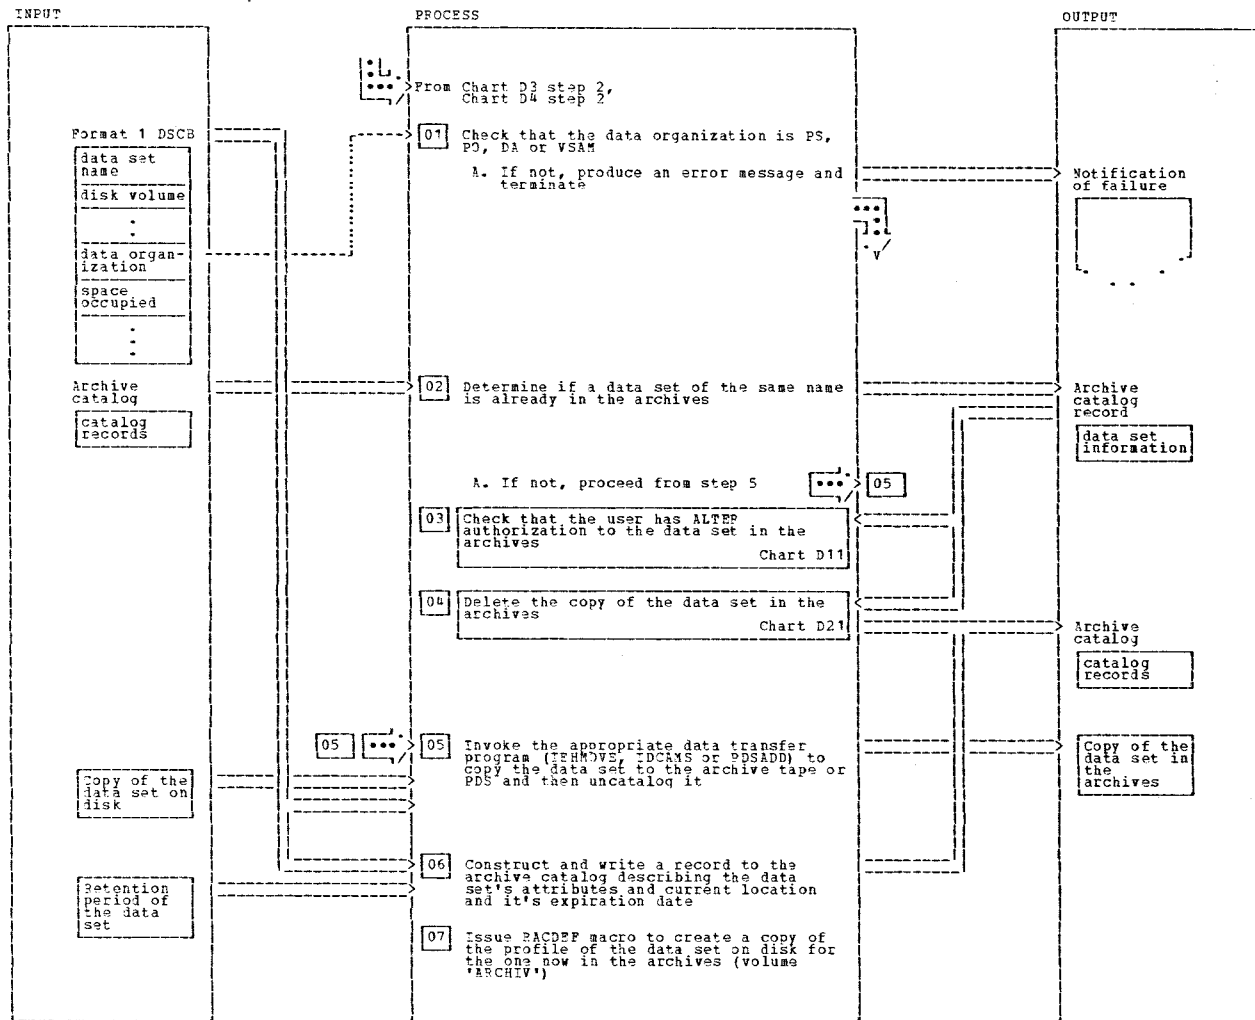 INPUT
PROCESS
OUTPUT
From Chart D3 step 2,
Chart D4 step 2
Format 1 DSCB
data set
name
disk volume
data organ-
ization
space
occupied
01 Check that the data organization is PS,
PO, DA or VSAM
A. If not, produce an error message and
terminate
Notification
of failure
V
Archive
catalog
catalog
records
02 Determine if a data set of the same name
is already in the archives
Archive
catalog
record
data set
information
A. If not, proceed from step 5
05
03 Check that the user has ALTER
authorization to the data set in the
archives
Chart D11
04 Delete the copy of the data set in the
archives
Chart D21
Archive
catalog
catalog
records
05
05 Invoke the appropriate data transfer
program (IEHMOVE, IDCAMS or PDSADD) to
copy the data set to the archive tape or
PDS and then uncatalog it
Copy of the
data set in
the
archives
Copy of the
data set on
disk
06 Construct and write a record to the
archive catalog describing the data
set's attributes and current location
and it's expiration date
Retention
period of
the data
set
07 Issue RACDEF macro to create a copy of
the profile of the data set on disk for
the one now in the archives (volume
'ARCHIV')